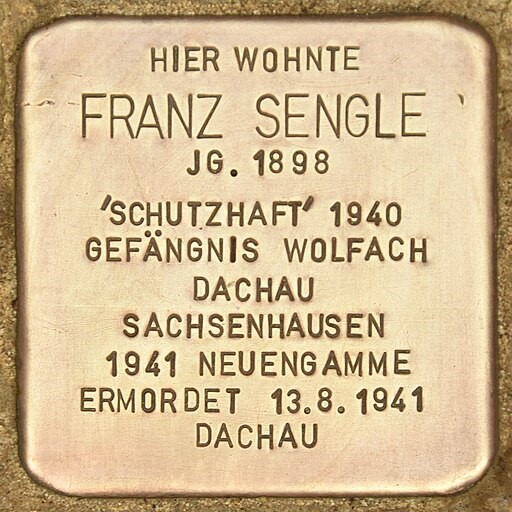 HIER WOHNTE
FRANZ SENGLE
JG. 1898
'SCHUTZHAFT' 1940
GEFÄNGNIS WOLFACH
DACHAU
SACHSENHAUSEN
1941 NEUENGAMME
ERMORDET 13.8.1941
DACHAU